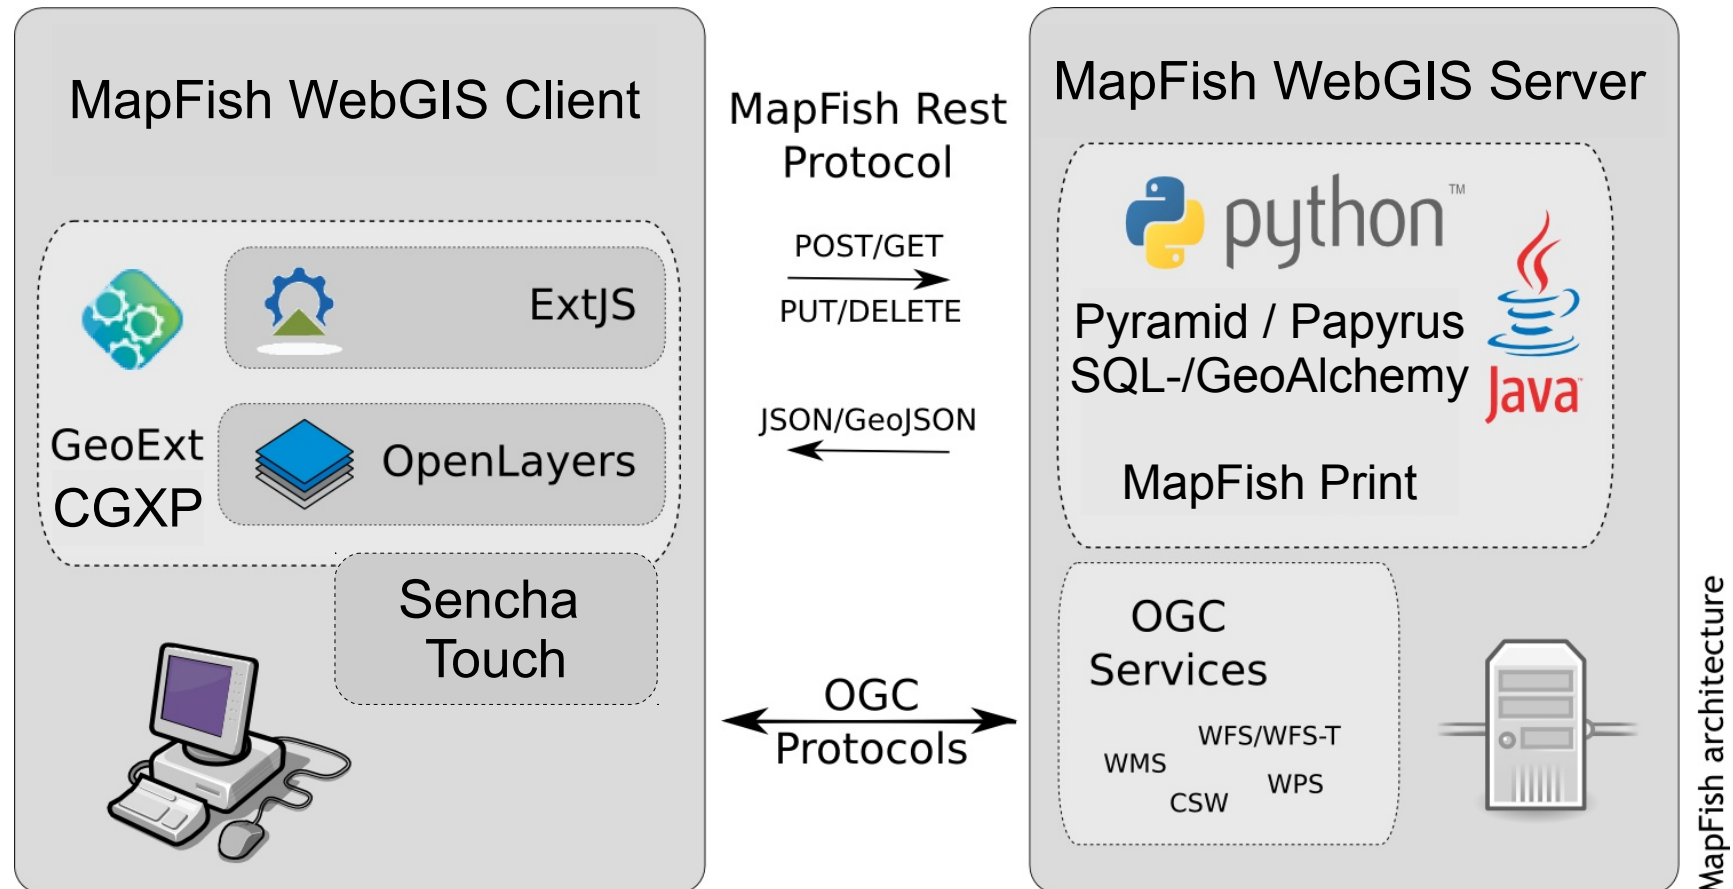 MapFish WebGIS Client
GeoExt
CGXP
ExtJS
OpenLayers
Sencha
Touch
MapFish Rest
Protocol
POST/GET
PUT/DELETE
JSON/GeoJSON
OGC
Protocols
MapFish WebGIS Server
python™
Java™
Pyramid / Papyrus
SQL-/GeoAlchemy
MapFish Print
OGC
Services
WFS/WFS-T
WMS
WPS
CSW
MapFish architecture